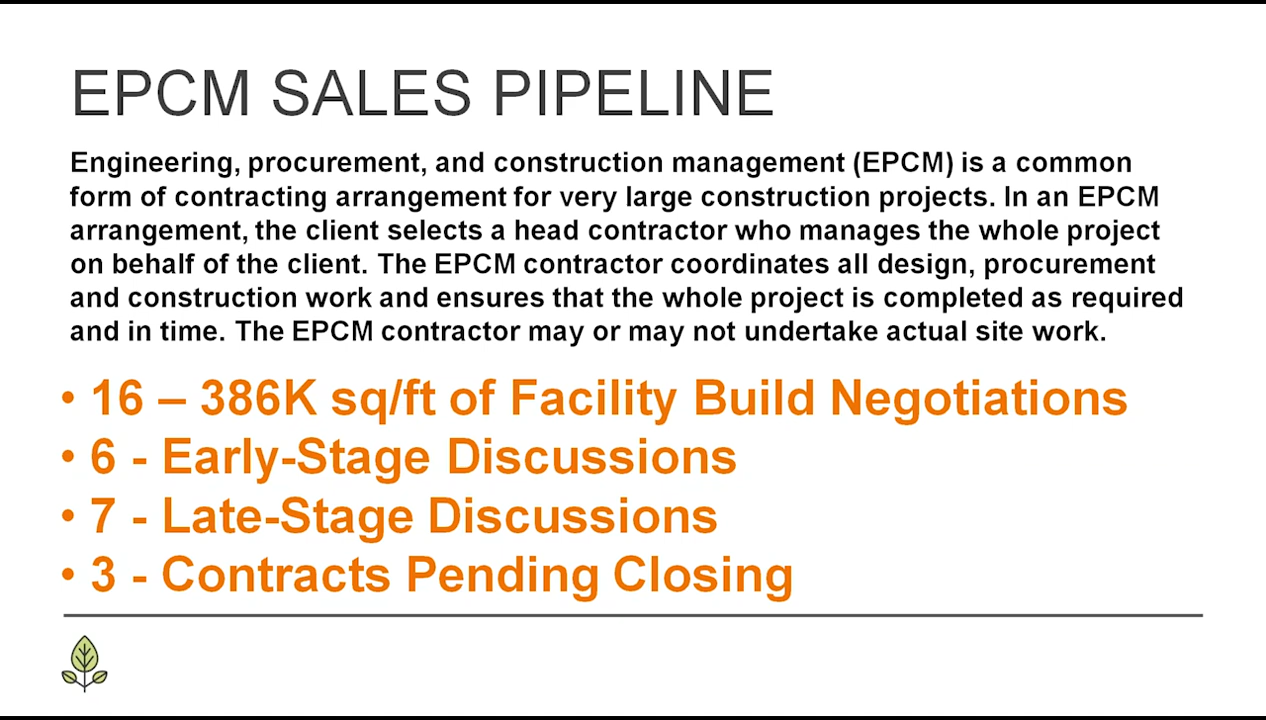 EPCM SALES PIPELINE
Engineering, procurement, and construction management (EPCM) is a common
form of contracting arrangement for very large construction projects. In an EPCM
arrangement, the client selects a head contractor who manages the whole project
on behalf of the client. The EPCM contractor coordinates all design, procurement
and construction work and ensures that the whole project is completed as required
and in time. The EPCM contractor may or may not undertake actual site work.
• 16 – 386K sq/ft of Facility Build Negotiations
• 6 - Early-Stage Discussions
• 7 - Late-Stage Discussions
• 3 - Contracts Pending Closing